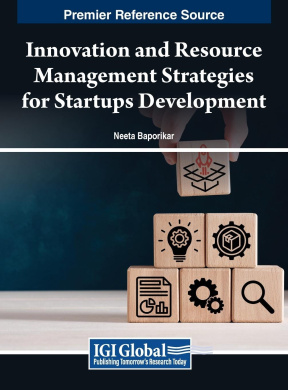 Premier Reference Source
Innovation and Resource
Management Strategies
for Startups Development
Neeta Baporikar
IGI Global
Publishing Tomorrow's Research Today